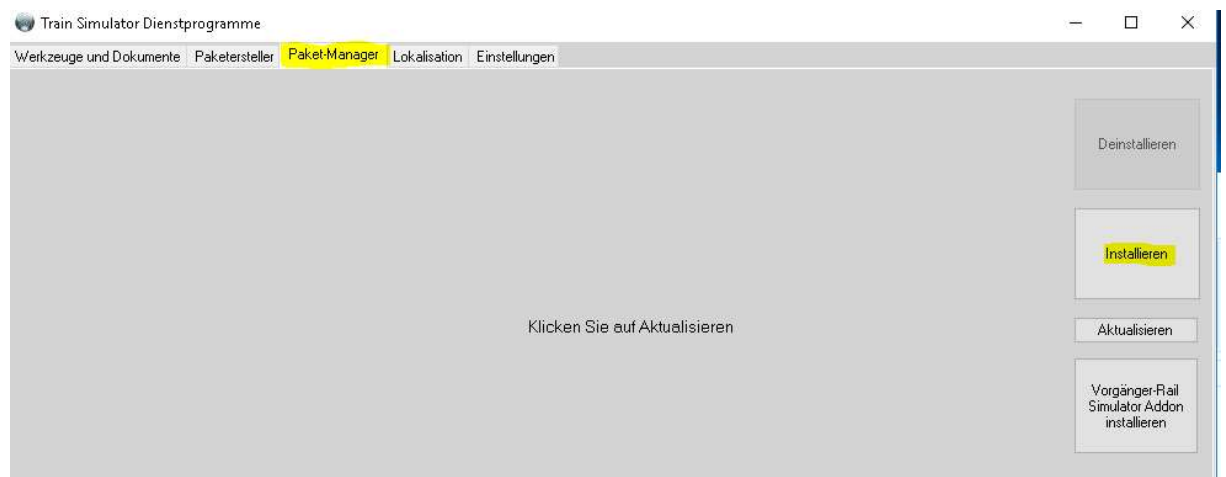 Train Simulator Dienstprogramme
Werkzeuge und Dokumente Paketersteller Paket-Manager Lokalisation Einstellungen
Deinstallieren
Installieren
Klicken Sie auf Aktualisieren
Aktualisieren
Vorgänger-Rail
Simulator Addon
installieren